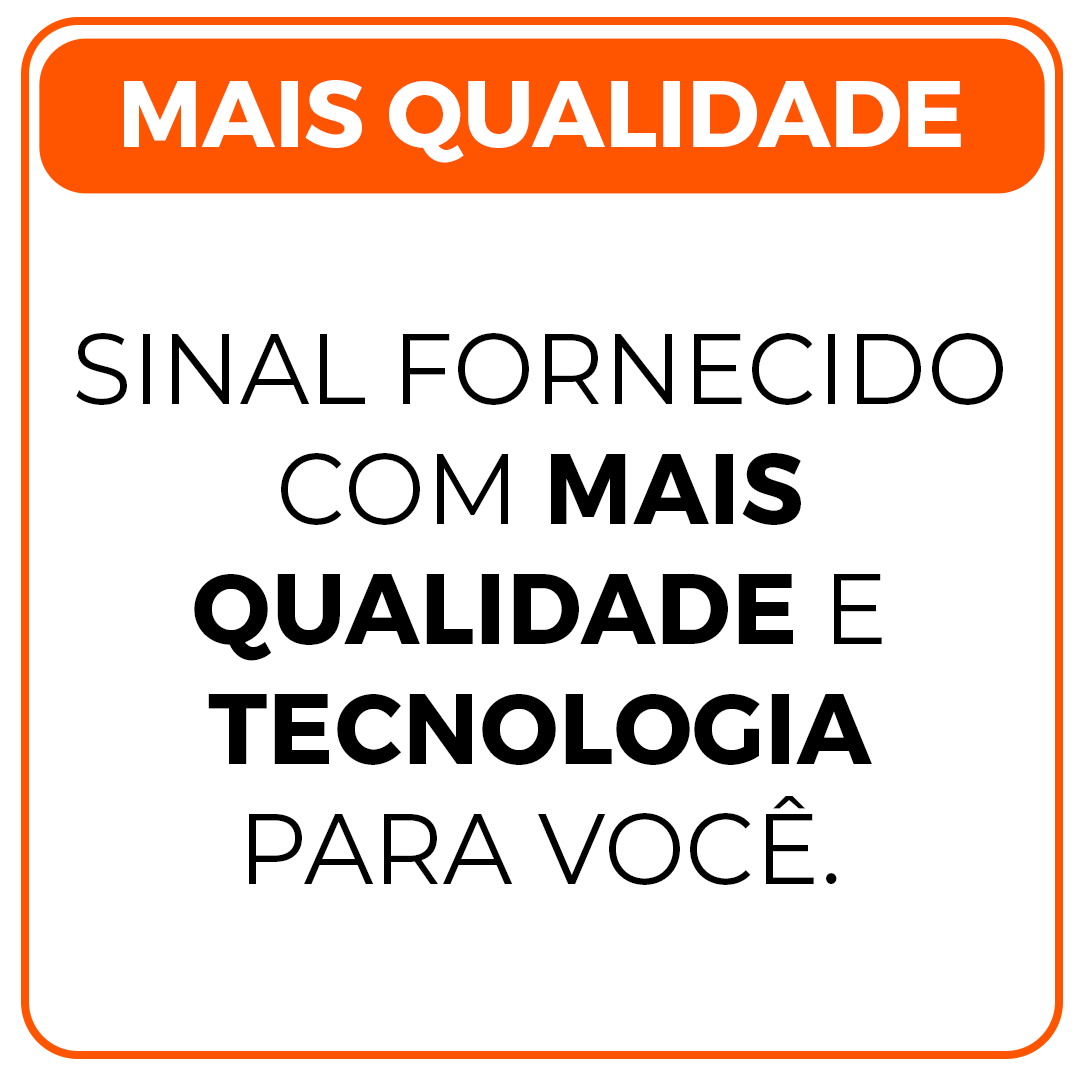 MAIS QUALIDADE
SINAL FORNECIDO
COM MAIS
QUALIDADE E
TECNOLOGIA
PARA VOCÊ.